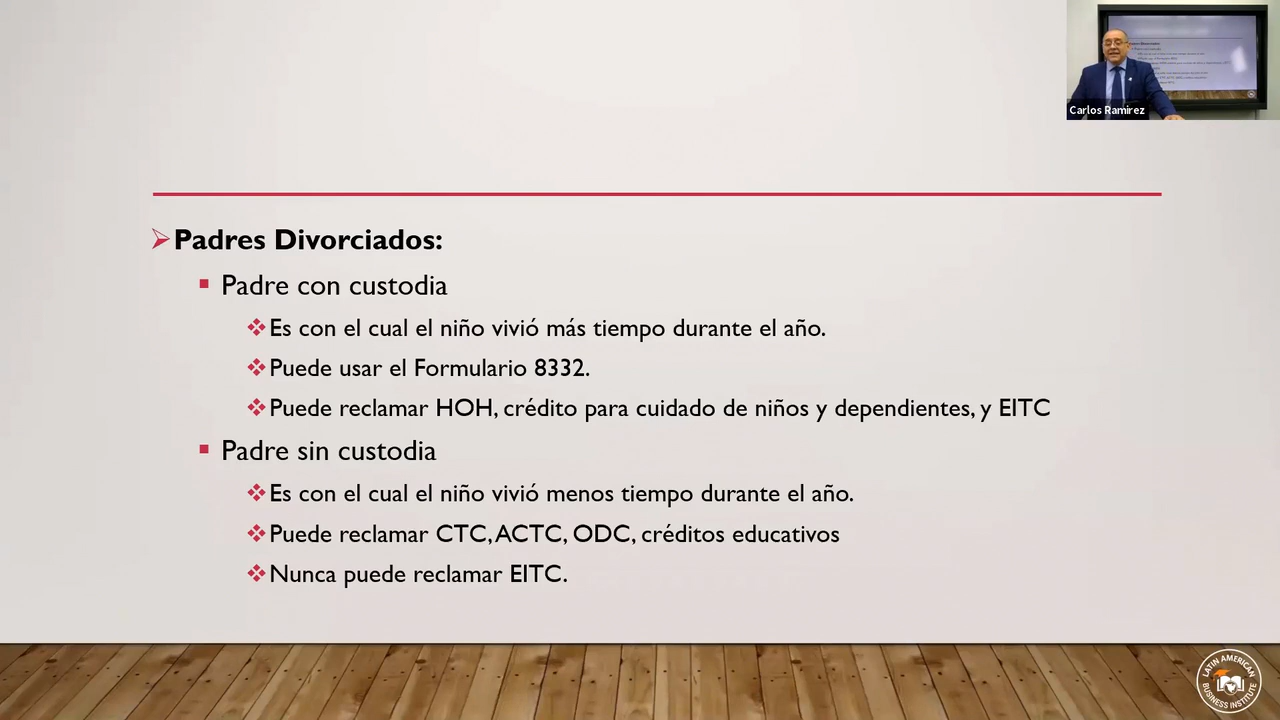 Carlos Ramirez
Padres Divorciados:
Padre con custodia
Es con el cual el niño vivió más tiempo durante el año.
Puede usar el Formulario 8332.
Puede reclamar HOH, crédito para cuidado de niños y dependientes, y EITC
Padre sin custodia
Es con el cual el niño vivió menos tiempo durante el año.
Puede reclamar CTC, ACTC, ODC, créditos educativos
Nunca puede reclamar EITC.
LATIN AMERICAN
BUSINESS INSTITUTE